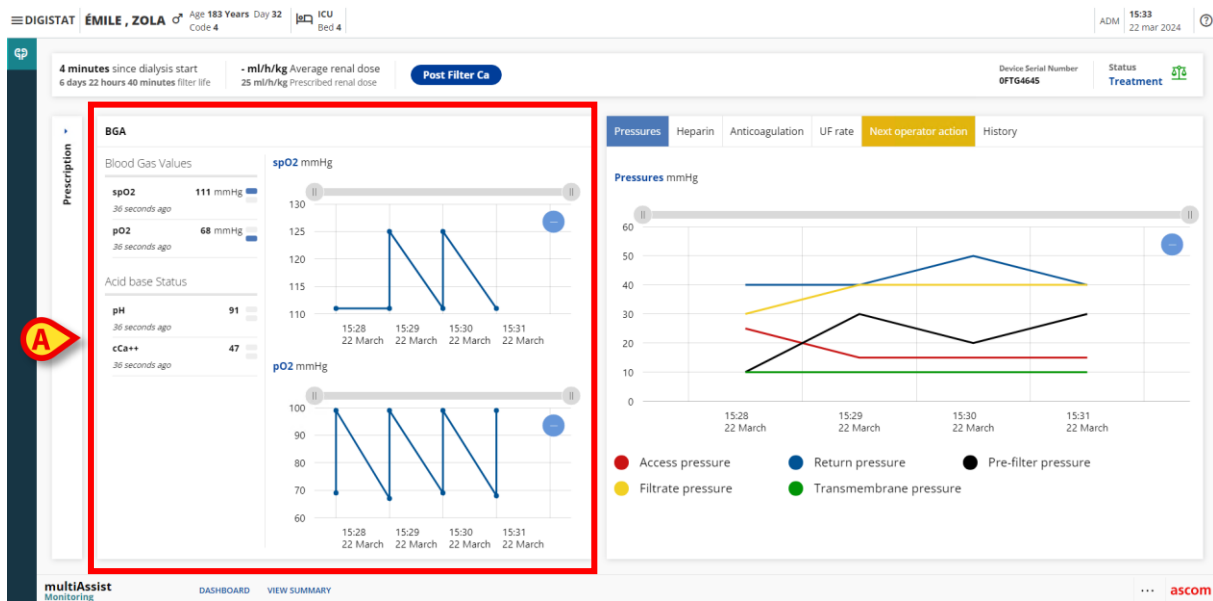 DIGISTAT ÉMILE , ZOLA Age 183 Years Day 32 ICU ADM 15:33
Code 4 Bed 4 22 mar 2024
4 minutes since dialysis start - ml/h/kg Average renal dose Post Filter Ca Device Serial Number Status
6 days 22 hours 40 minutes filter life 25 ml/h/kg Prescribed renal dose 0FTG4645 Treatment
Prescription
BGA
Blood Gas Values
spO2 111 mmHg
36 seconds ago
pO2 68 mmHg
36 seconds ago
Acid base Status
pH 91
36 seconds ago
cCa++ 47
36 seconds ago
A
spO2 mmHg
130
125
120
115
110
15:28 15:29 15:30 15:31
22 March 22 March 22 March 22 March
pO2 mmHg
100
90
80
70
60
15:28 15:29 15:30 15:31
22 March 22 March 22 March 22 March
Pressures Heparin Anticoagulation UF rate Next operator action History
Pressures mmHg
60
50
40
30
20
10
0
15:28 15:29 15:30 15:31
22 March 22 March 22 March 22 March
Access pressure Return pressure Pre-filter pressure
Filtrate pressure Transmembrane pressure
multiAssist DASHBOARD VIEW SUMMARY ... ascom
Monitoring